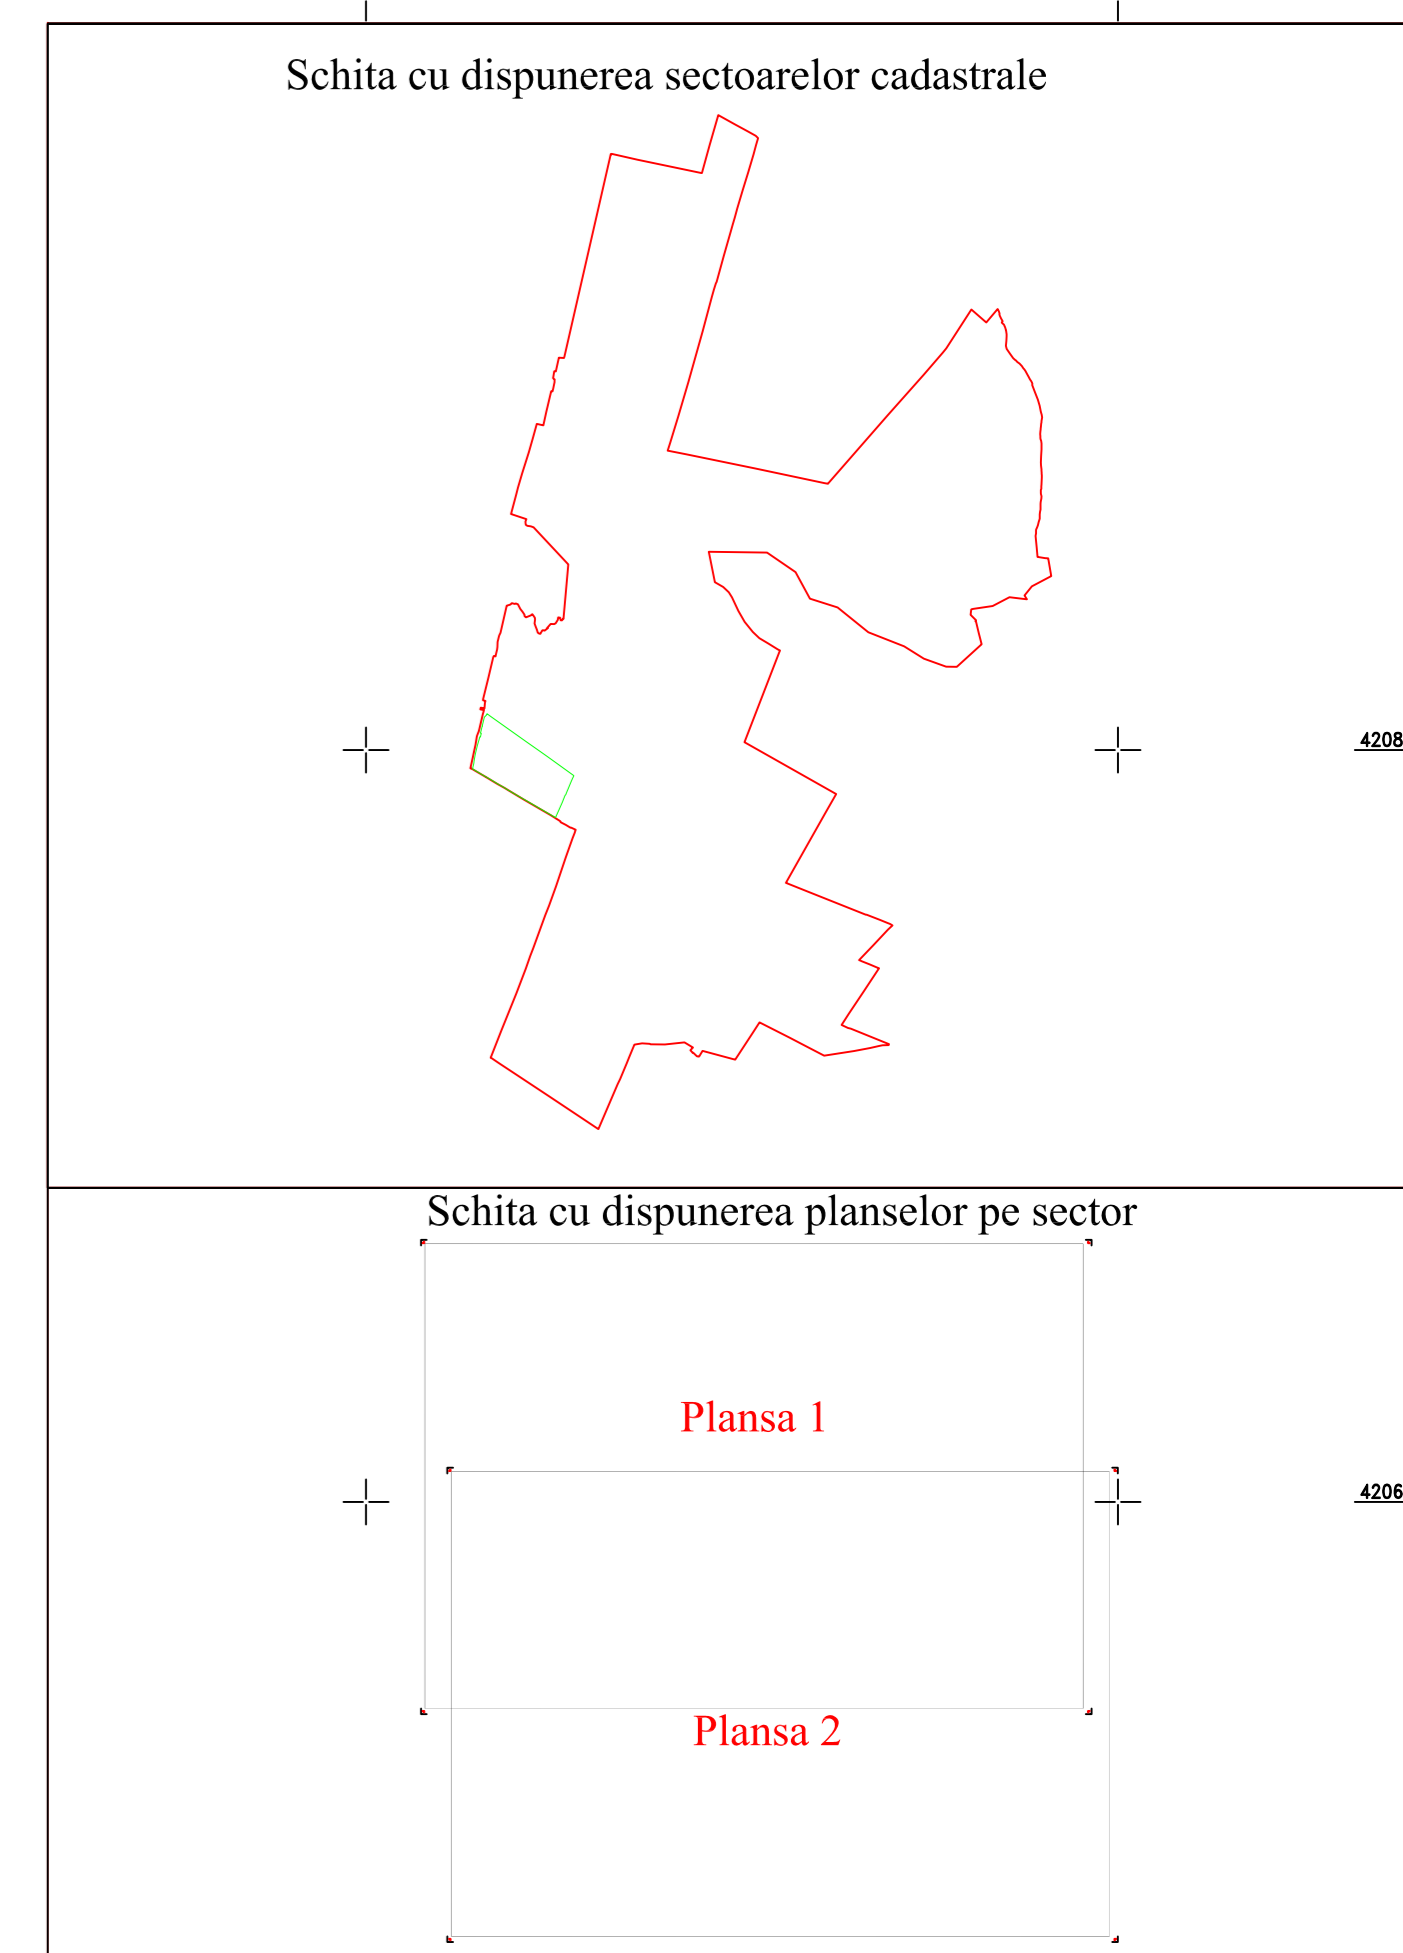 Schita cu dispunerea sectoarelor cadastrale
4208
Schita cu dispunerea planselor pe sector
Plansa 1
4206
Plansa 2